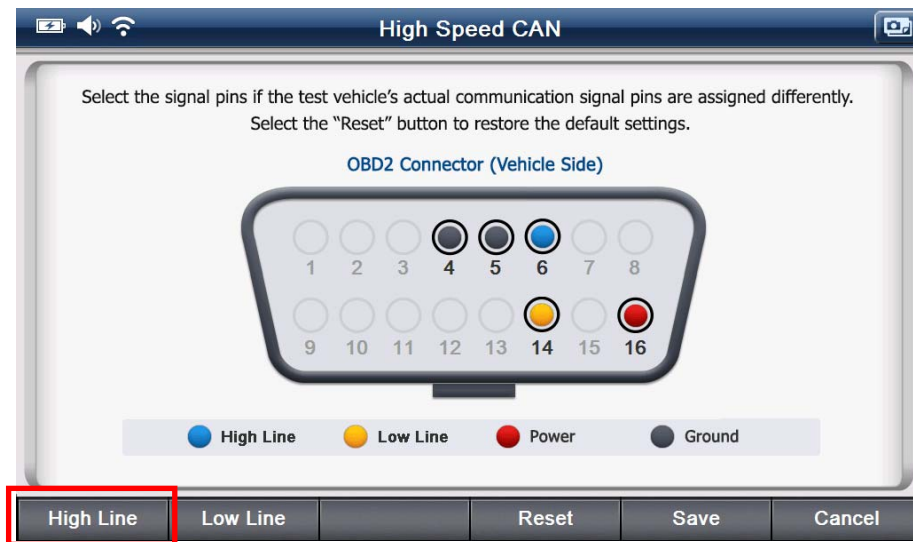 High Speed CAN
Select the signal pins if the test vehicle's actual communication signal pins are assigned differently.
Select the “Reset” button to restore the default settings.
OBD2 Connector (Vehicle Side)
1 2 3 4 5 6 7 8
9 10 11 12 13 14 15 16
High Line Low Line Power Ground
High Line Low Line Reset Save Cancel